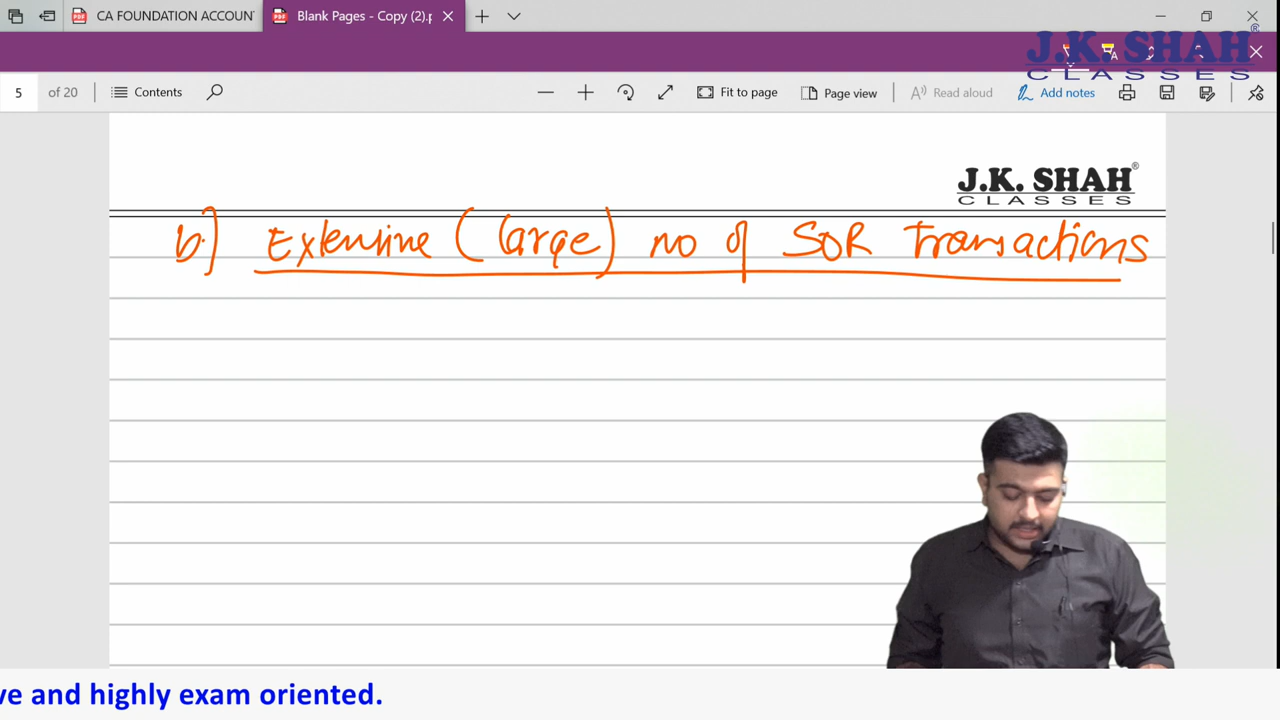 CA FOUNDATION ACCOUN
Blank Pages - Copy (2).p
J.K. SHAH®
CLASSES
5 of 20 Contents Fit to page Page view Read aloud Add notes
J.K. SHAH®
CLASSES
b) Extensive (large) no of SOR Transactions
ve and highly exam oriented.